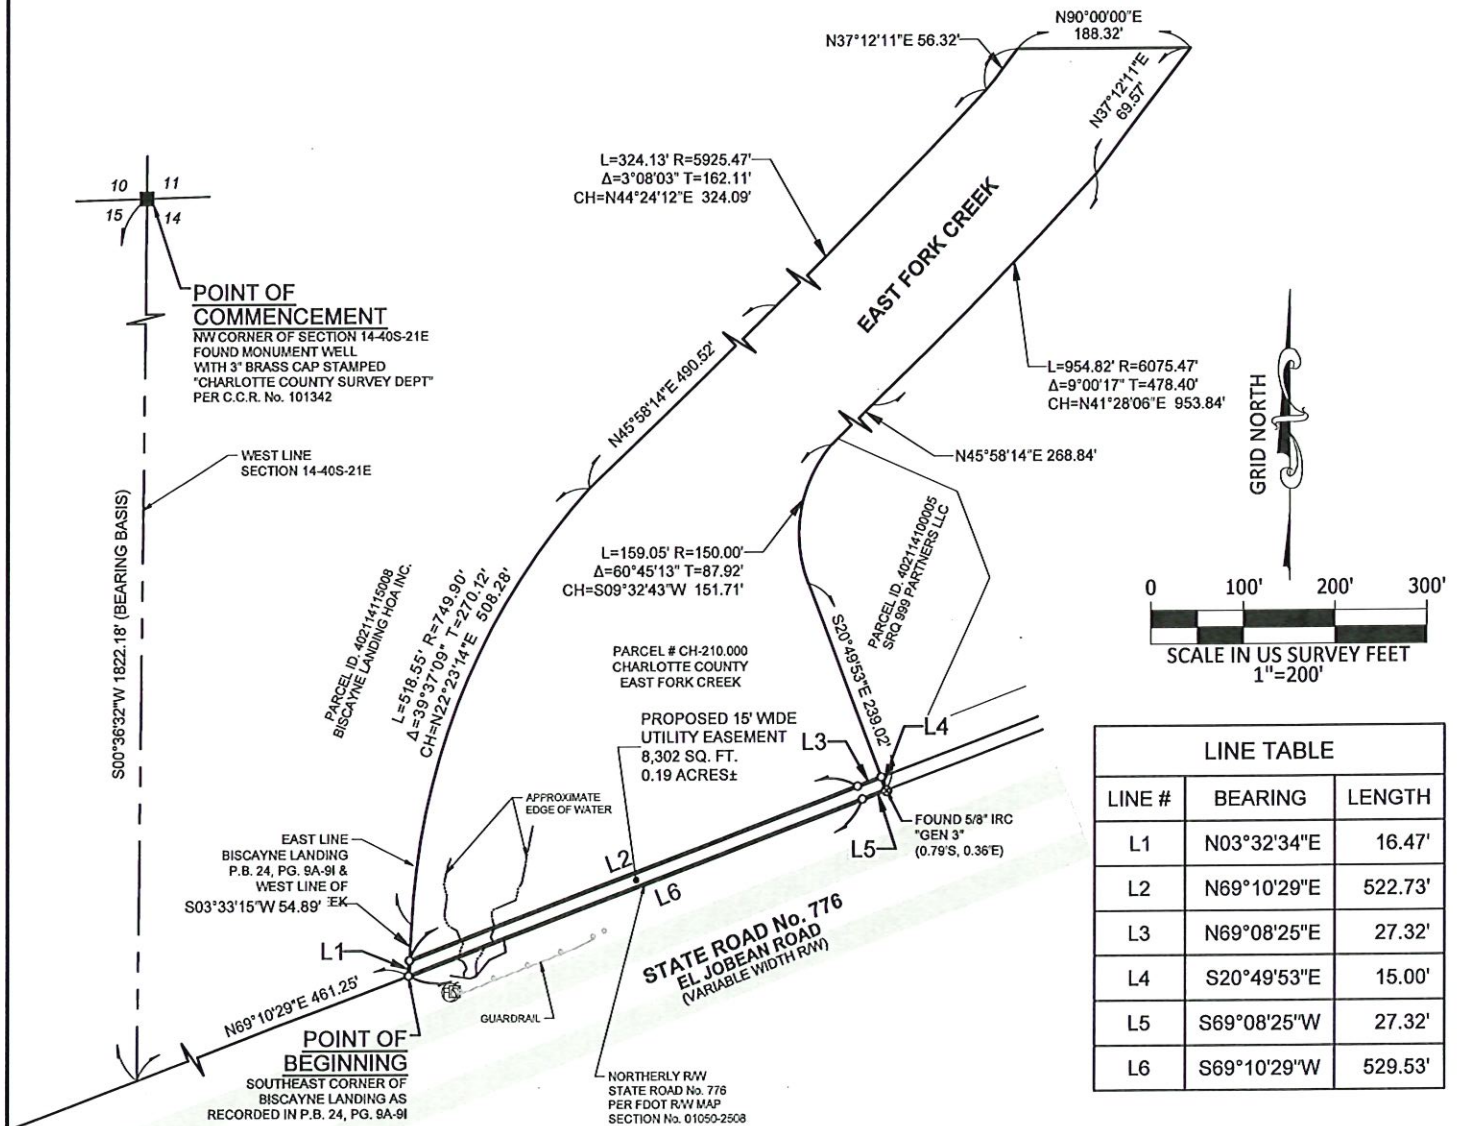 N90°00'00"E
188.32'
N37°12'11"E 56.32'
N37°12'11"E
69.57'
L=324.13' R=5925.47'
Δ=3°08'03" T=162.11'
CH=N44°24'12"E 324.09'
10 11
15 14
POINT OF
COMMENCEMENT
NW CORNER OF SECTION 14-40S-21E
FOUND MONUMENT WELL
WITH 3" BRASS CAP STAMPED
"CHARLOTTE COUNTY SURVEY DEPT"
PER C.C.R. No. 101342
EAST FORK CREEK
L=954.82' R=6075.47'
Δ=9°00'17" T=478.40'
CH=N41°28'06"E 953.84'
GRID NORTH
N45°58'14"E 490.52'
WEST LINE
SECTION 14-40S-21E
N45°58'14"E 268.84'
S00°36'32"W 1822.18' (BEARING BASIS)
L=159.05' R=150.00'
Δ=60°45'13" T=87.92'
CH=S09°32'43"W 151.71'
PARCEL ID. 402114100005
SRQ 999 PARTNERS LLC
0 100' 200' 300'
SCALE IN US SURVEY FEET
1"=200'
PARCEL ID. 402114115008
BISCAYNE LANDING HOA INC.
L=518.55' R=749.90'
Δ=39°37'09" T=270.12'
CH=N22°23'14"E 508.28'
S20°49'53"E 239.02'
PARCEL # CH-210.000
CHARLOTTE COUNTY
EAST FORK CREEK
PROPOSED 15' WIDE
UTILITY EASEMENT
8,302 SQ. FT.
0.19 ACRES±
L3
L4
APPROXIMATE
EDGE OF WATER
FOUND 5/8" IRC
"GEN 3"
(0.79'S, 0.36'E)
L5
EAST LINE
BISCAYNE LANDING
P.B. 24, PG. 9A-9I &
WEST LINE OF
EK
S03°33'15"W 54.89'
L2
L6
L1
STATE ROAD No. 776
EL JOBEAN ROAD
(VARIABLE WIDTH R/W)
GUARDRAIL
N69°10'29"E 461.25'
POINT OF
BEGINNING
SOUTHEAST CORNER OF
BISCAYNE LANDING AS
RECORDED IN P.B. 24, PG. 9A-9I
NORTHERLY R/W
STATE ROAD No. 776
PER FDOT R/W MAP
SECTION No. 01050-2508
LINE TABLE
LINE # BEARING LENGTH
L1 N03°32'34"E 16.47'
L2 N69°10'29"E 522.73'
L3 N69°08'25"E 27.32'
L4 S20°49'53"E 15.00'
L5 S69°08'25"W 27.32'
L6 S69°10'29"W 529.53'